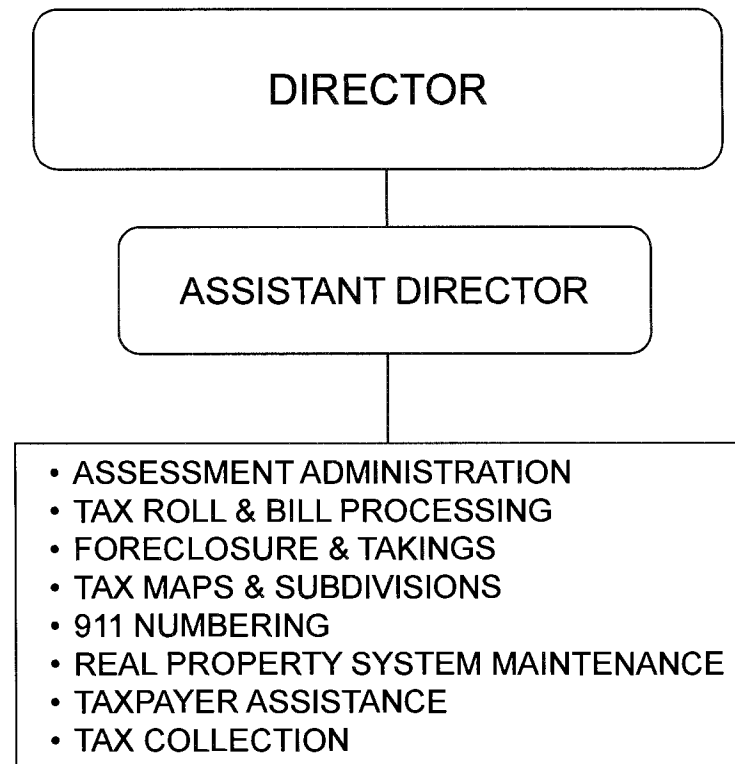 DIRECTOR
ASSISTANT DIRECTOR
• ASSESSMENT ADMINISTRATION
• TAX ROLL & BILL PROCESSING
• FORECLOSURE & TAKINGS
• TAX MAPS & SUBDIVISIONS
• 911 NUMBERING
• REAL PROPERTY SYSTEM MAINTENANCE
• TAXPAYER ASSISTANCE
• TAX COLLECTION